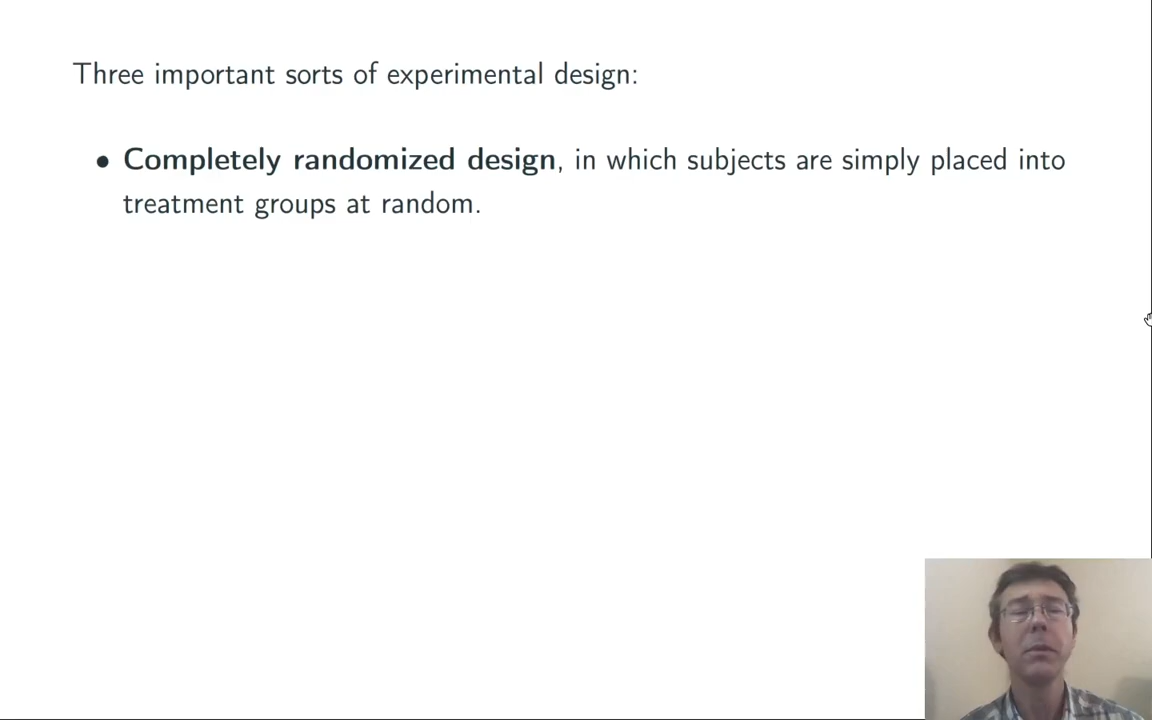 Three important sorts of experimental design:
• Completely randomized design, in which subjects are simply placed into
treatment groups at random.